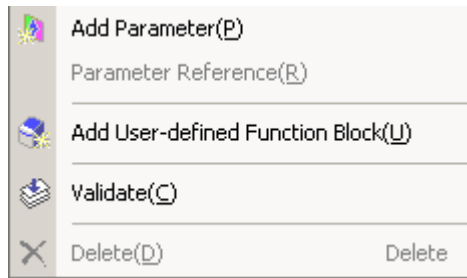 Add Parameter(P)
Parameter Reference(R)
Add User-defined Function Block(U)
Validate(C)
Delete(D) Delete